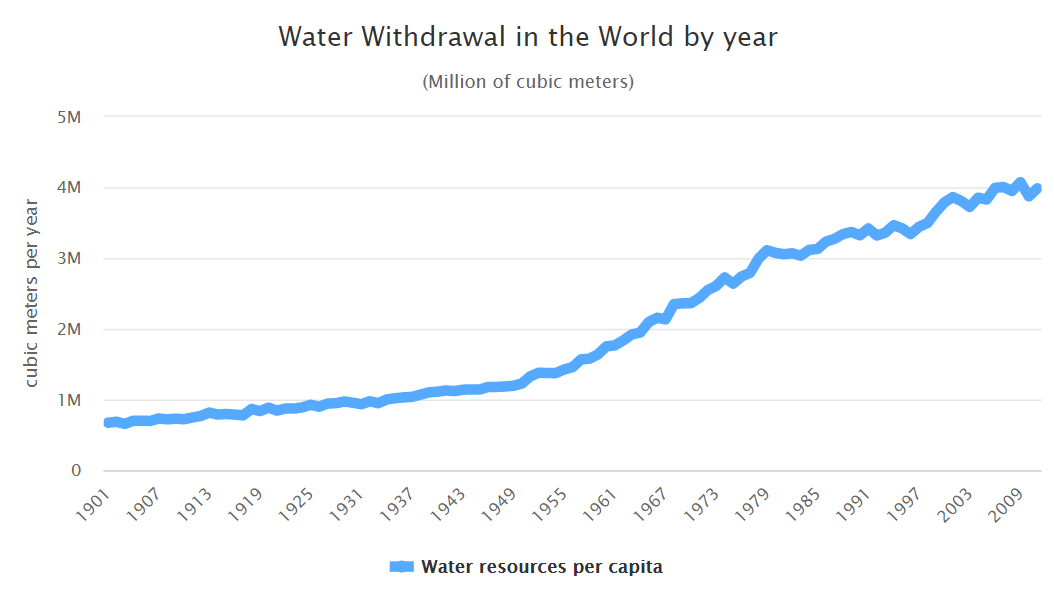 Water Withdrawal in the World by year
(Million of cubic meters)
cubic meters per year
5M
4M
3M
2M
1M
0
1901
1907
1913
1919
1925
1931
1937
1943
1949
1955
1961
1967
1973
1979
1985
1991
1997
2003
2009
Water resources per capita